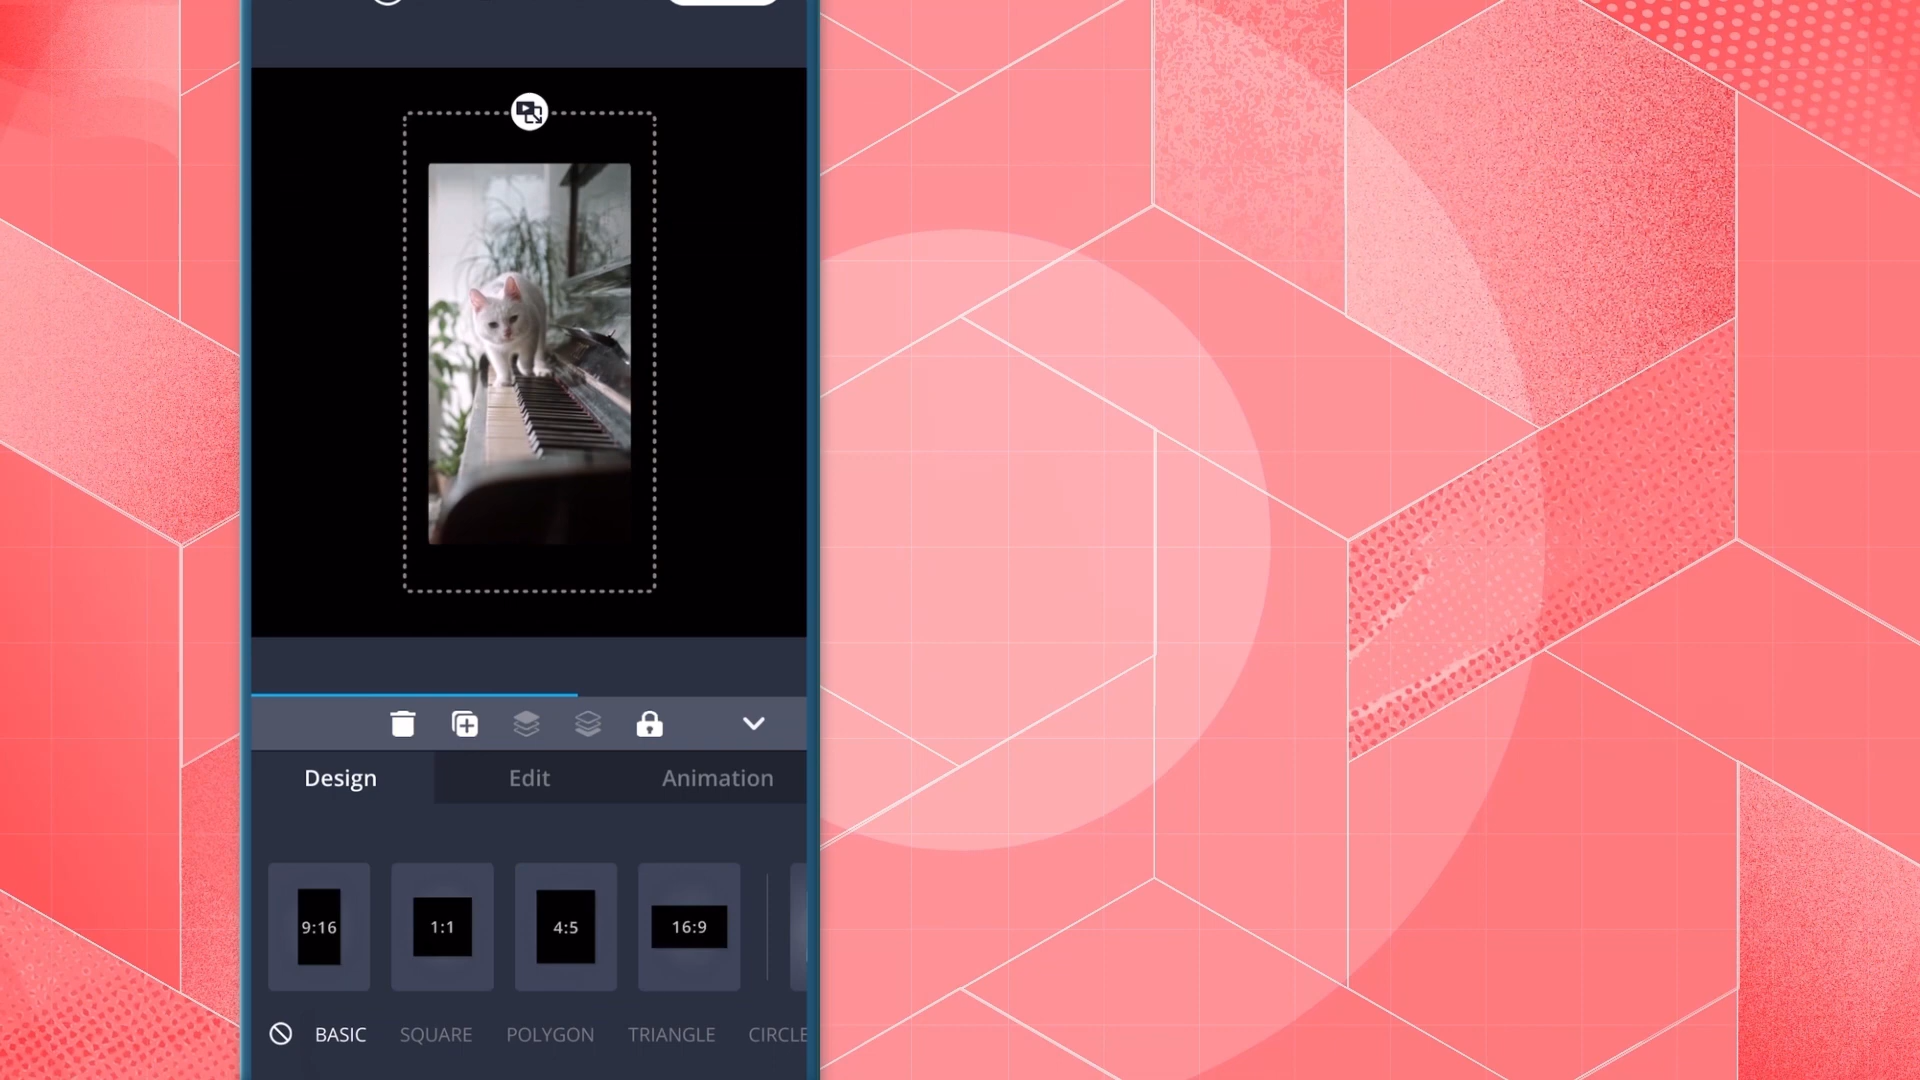 Design Edit Animation
9:16 1:1 4:5 16:9
BASIC SQUARE POLYGON TRIANGLE CIRCLE